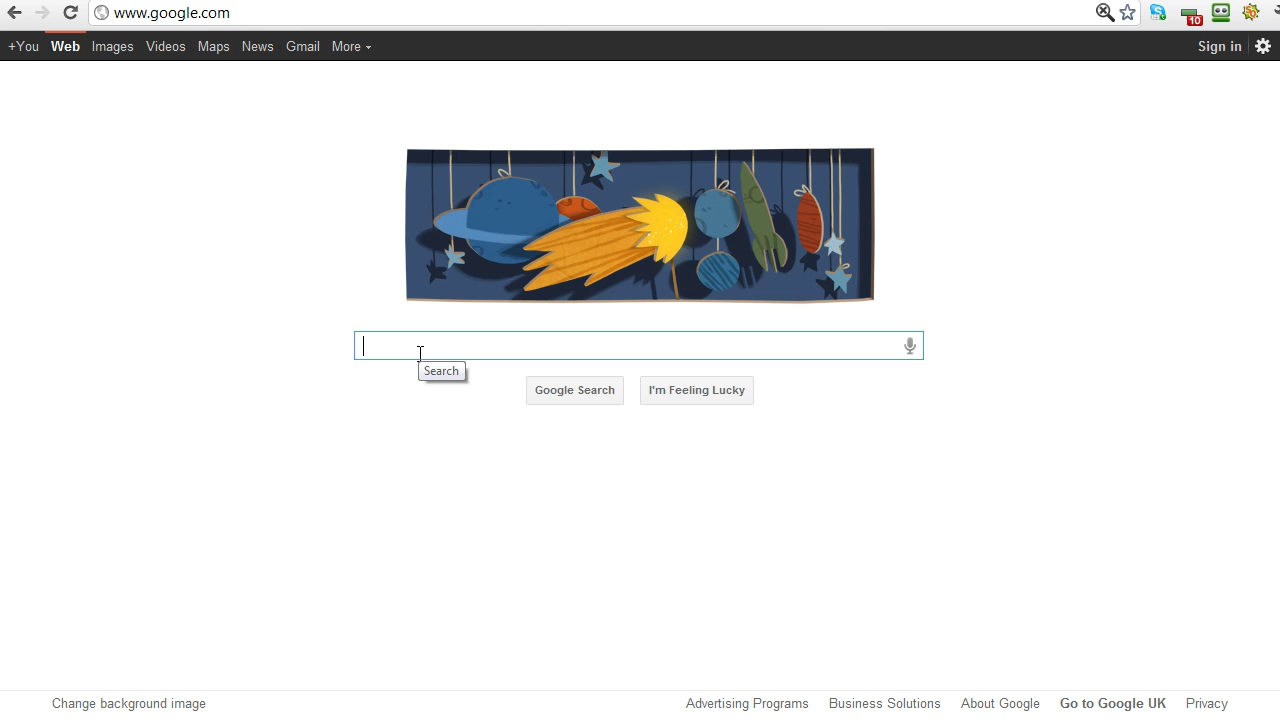 www.google.com
10
+You Web Images Videos Maps News Gmail More
Sign in
Search
Google Search I'm Feeling Lucky
Change background image
Advertising Programs Business Solutions About Google Go to Google UK Privacy